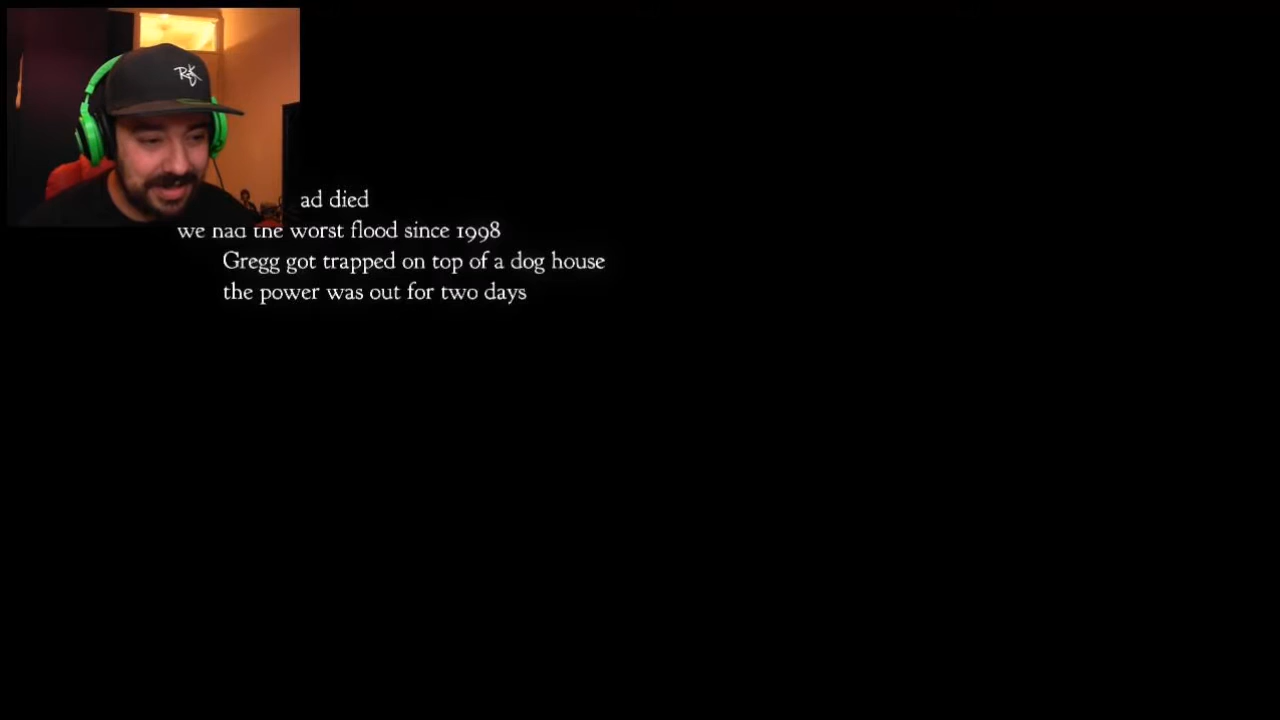 ad died
we had the worst flood since 1998
Gregg got trapped on top of a dog house
the power was out for two days